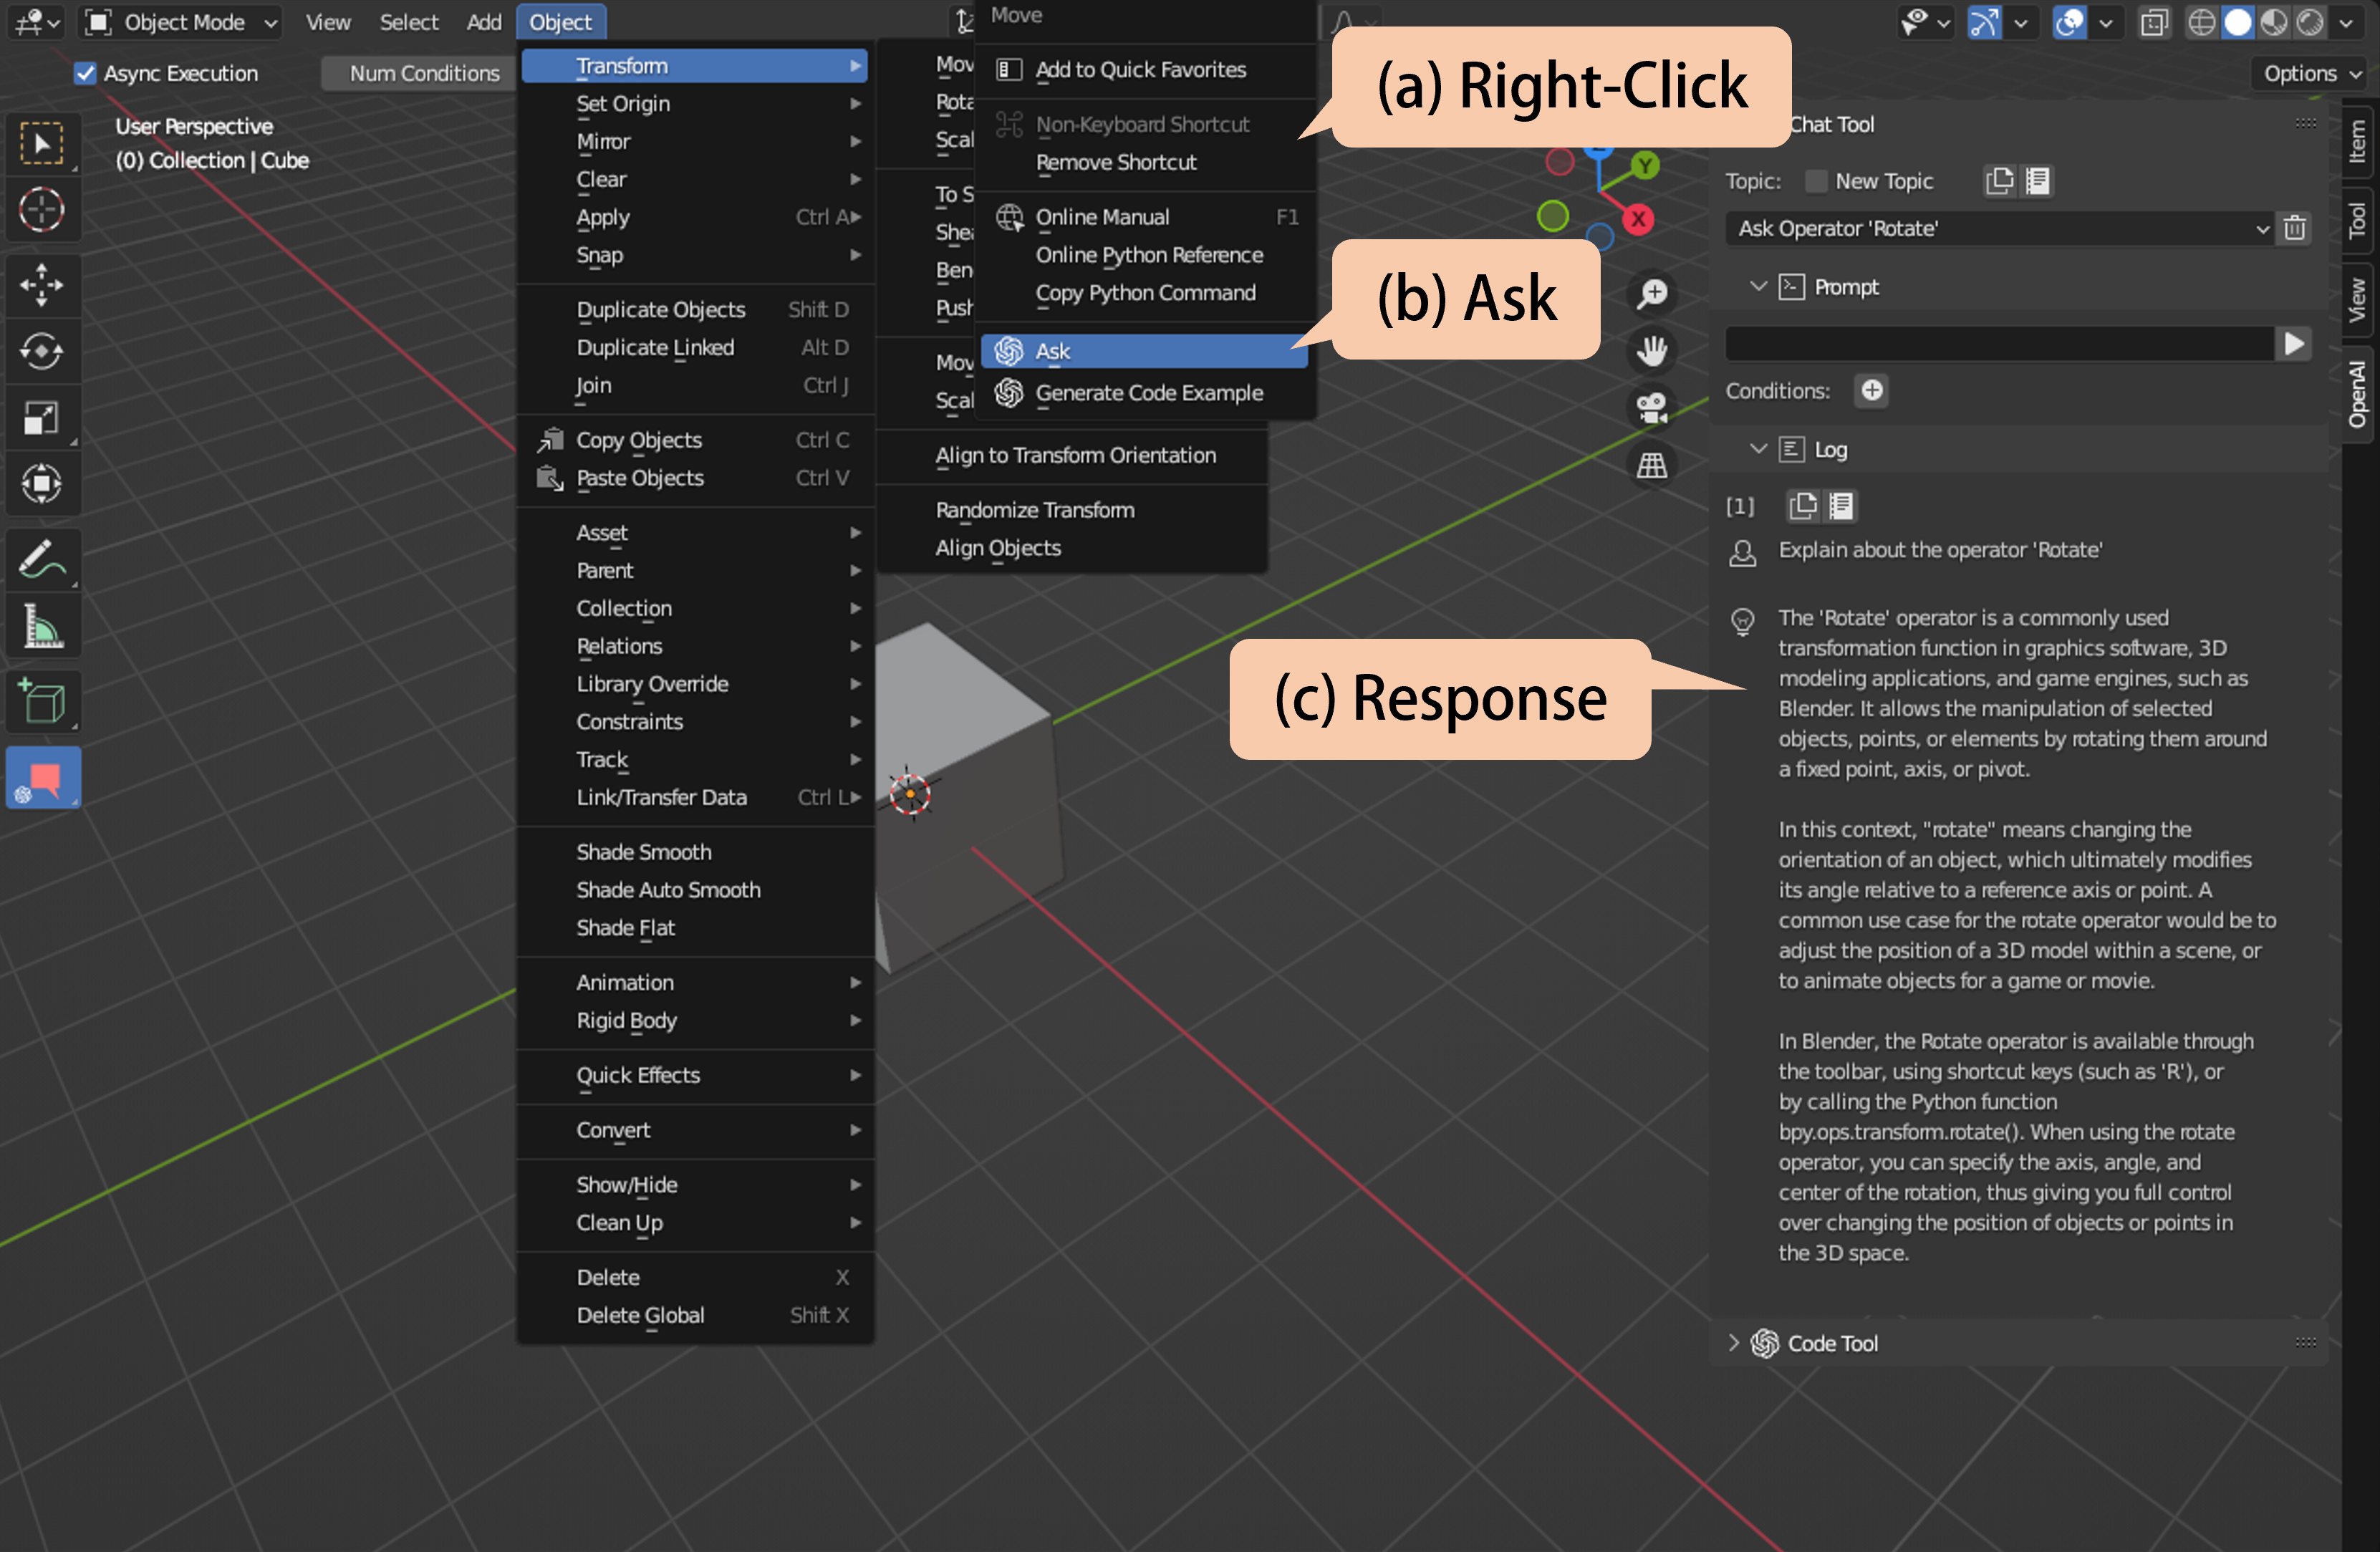 Object Mode
View
Select
Add
Object
Move
Async Execution
Num Conditions
Options
User Perspective
(0) Collection | Cube
Transform
Set Origin
Mirror
Clear
Apply Ctrl A
Snap
Duplicate Objects Shift D
Duplicate Linked Alt D
Join Ctrl J
Copy Objects Ctrl C
Paste Objects Ctrl V
Asset
Parent
Collection
Relations
Library Override
Constraints
Track
Link/Transfer Data Ctrl L
Shade Smooth
Shade Auto Smooth
Shade Flat
Animation
Rigid Body
Quick Effects
Convert
Show/Hide
Clean Up
Delete X
Delete Global Shift X
Mov
Rota
Scal
To S
Shea
Ben
Push
Mov
Scal
Align to Transform Orientation
Randomize Transform
Align Objects
Add to Quick Favorites
Non-Keyboard Shortcut
Remove Shortcut
Online Manual F1
Online Python Reference
Copy Python Command
Ask
Generate Code Example
(a) Right-Click
(b) Ask
(c) Response
Y
X
Chat Tool
Topic: New Topic
Ask Operator 'Rotate'
Prompt
Conditions:
Log
[1]
Explain about the operator 'Rotate'
The 'Rotate' operator is a commonly used
transformation function in graphics software, 3D
modeling applications, and game engines, such as
Blender. It allows the manipulation of selected
objects, points, or elements by rotating them around
a fixed point, axis, or pivot.
In this context, "rotate" means changing the
orientation of an object, which ultimately modifies
its angle relative to a reference axis or point. A
common use case for the rotate operator would be to
adjust the position of a 3D model within a scene, or
to animate objects for a game or movie.
In Blender, the Rotate operator is available through
the toolbar, using shortcut keys (such as 'R'), or
by calling the Python function
bpy.ops.transform.rotate(). When using the rotate
operator, you can specify the axis, angle, and
center of the rotation, thus giving you full control
over changing the position of objects or points in
the 3D space.
Code Tool
Item
Tool
View
OpenAI